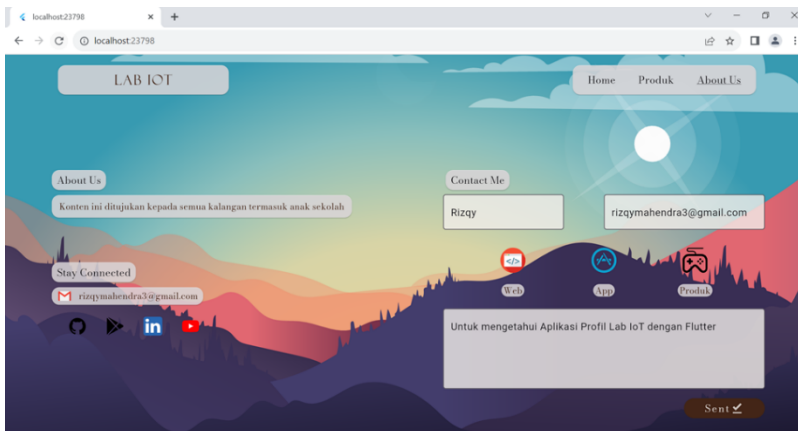 localhost:23798
localhost:23798
LAB IOT
Home Produk About Us
About Us
Konten ini ditujukan kepada semua kalangan termasuk anak sekolah
Contact Me
Rizqy
rizqymahendra3@gmail.com
Stay Connected
rizqymahendra3@gmail.com
in
</>
Web
App
Produk
Untuk mengetahui Aplikasi Profil Lab IoT dengan Flutter
Sent